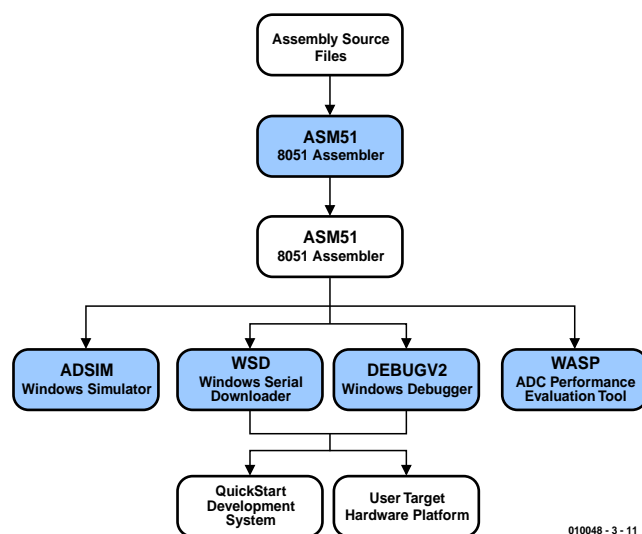 Assembly Source
Files
ASM51
8051 Assembler
ASM51
8051 Assembler
ADSIM
Windows Simulator
WSD
Windows Serial
Downloader
DEBUGV2
Windows Debugger
WASP
ADC Performance
Evaluation Tool
QuickStart
Development
System
User Target
Hardware Platform
010048 - 3 - 11